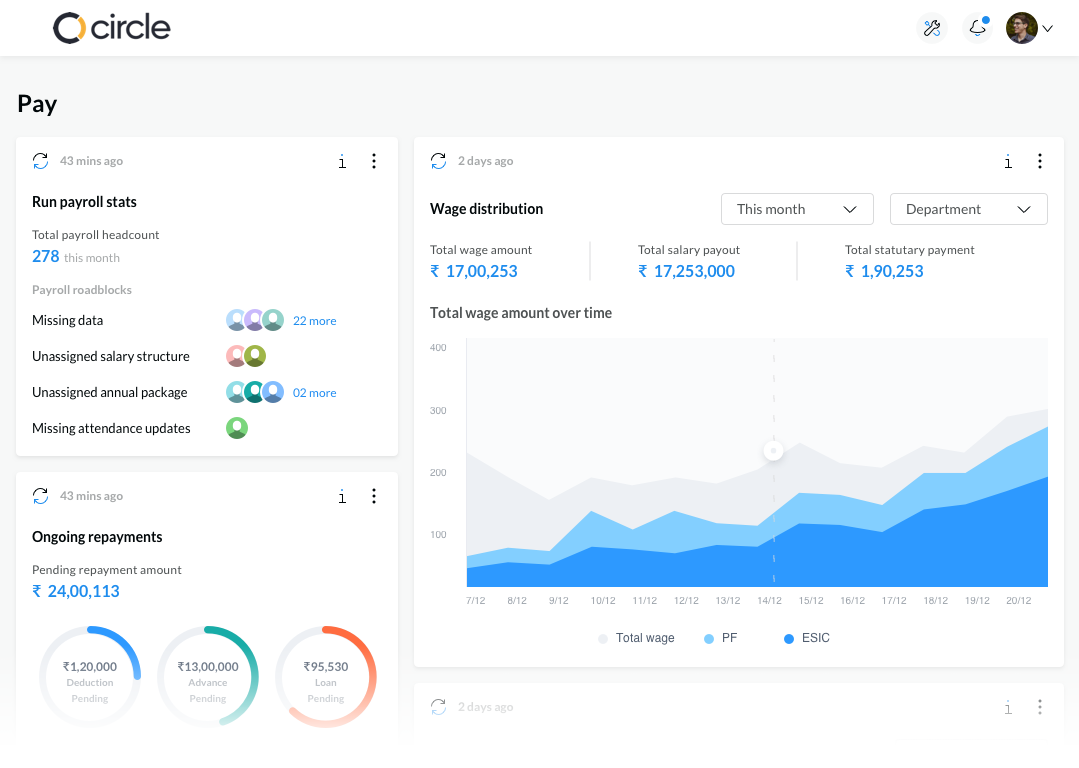 circle
Pay
43 mins ago
i
Run payroll stats
Total payroll headcount
278 this month
Payroll roadblocks
Missing data
22 more
Unassigned salary structure
Unassigned annual package
02 more
Missing attendance updates
43 mins ago
i
Ongoing repayments
Pending repayment amount
₹ 24,00,113
₹1,20,000
Deduction
Pending
₹13,00,000
Advance
Pending
₹95,530
Loan
Pending
2 days ago
i
Wage distribution
This month
Department
Total wage amount
₹ 17,00,253
Total salary payout
₹ 17,253,000
Total statutary payment
₹ 1,90,253
Total wage amount over time
400
300
200
100
7/12 8/12 9/12 10/12 11/12 12/12 13/12 14/12 15/12 16/12 17/12 18/12 19/12 20/12
Total wage PF ESIC
2 days ago
i